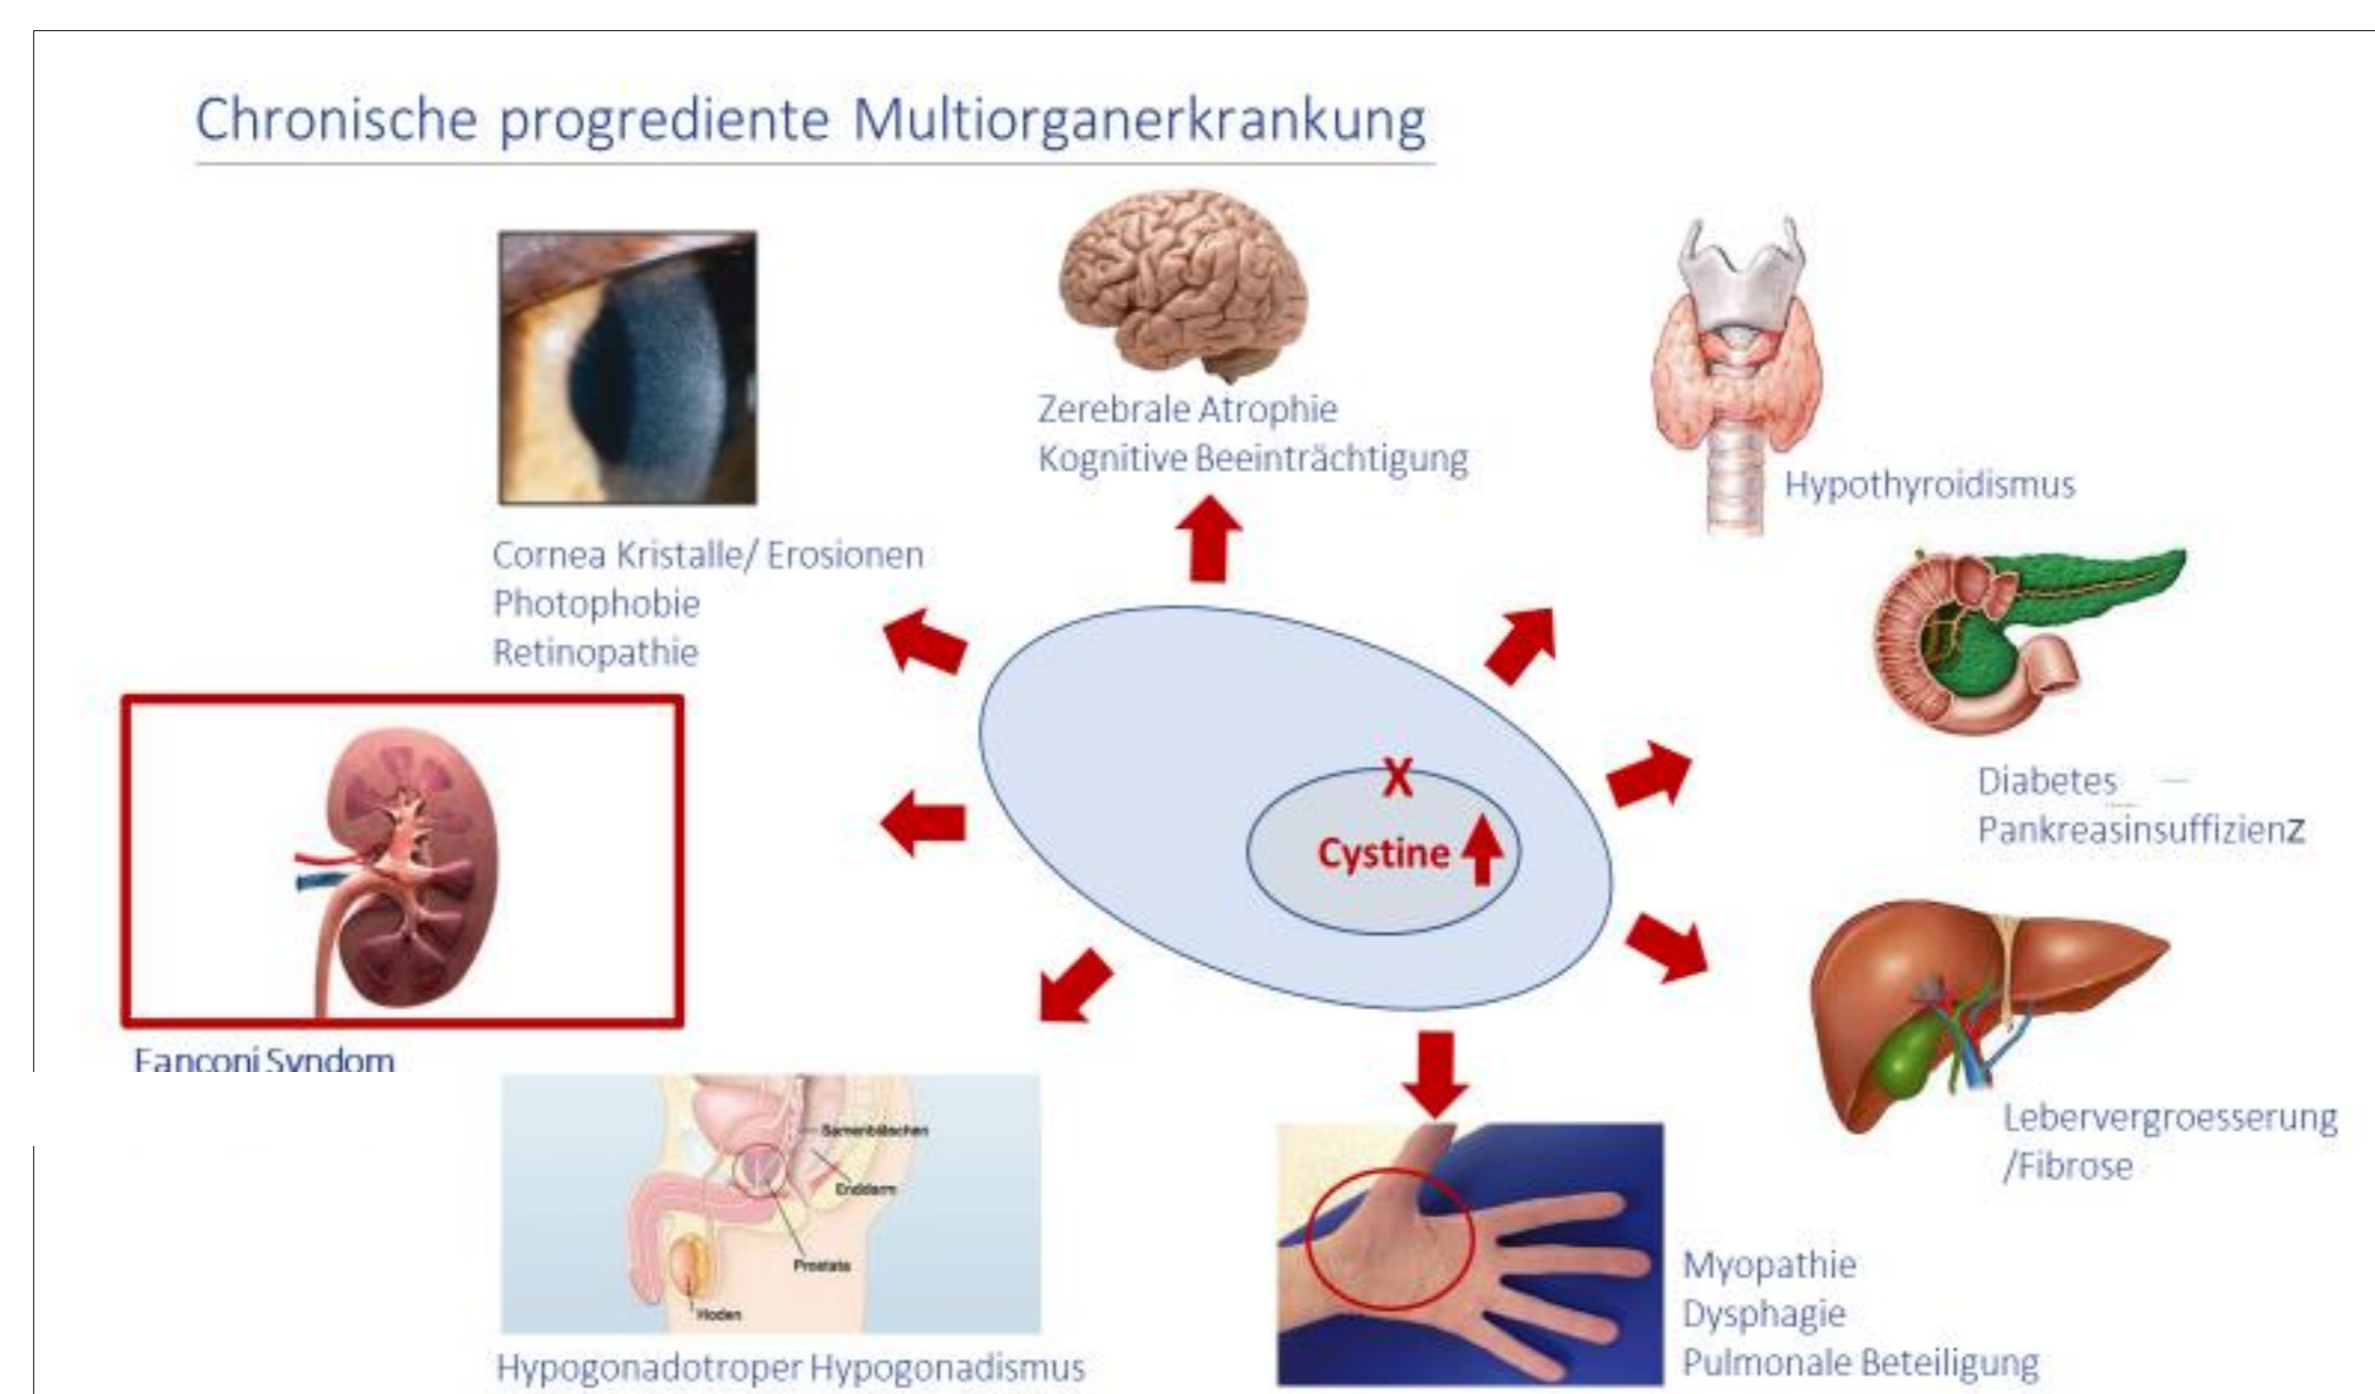 Chronische progrediente Multiorganerkrankung
Zerebrale Atrophie
Kognitive Beeinträchtigung
Hypothyroidismus
Cornea Kristalle/ Erosionen
Photophobie
Retinopathie
X
Cystine
Diabetes
Pankreasinsuffizienz
Fanconi Syndom
Lebervergroesserung
/Fibrose
Samenbläschen
Enddarm
Prostata
Hoden
Hypogonadotroper Hypogonadismus
Myopathie
Dysphagie
Pulmonale Beteiligung